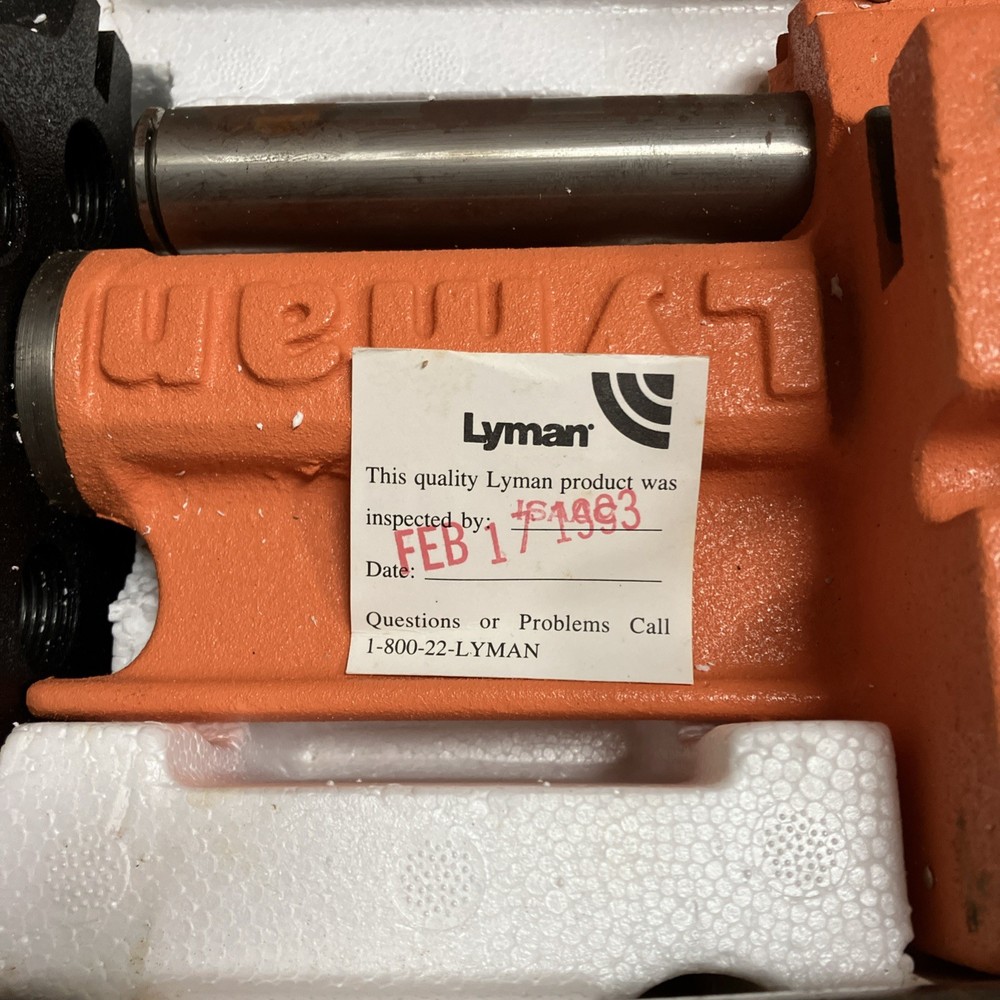 Lyman
Lyman
This quality Lyman product was
inspected by: ISAAC
FEB 17 1993
Date:
Questions or Problems Call
1-800-22-LYMAN